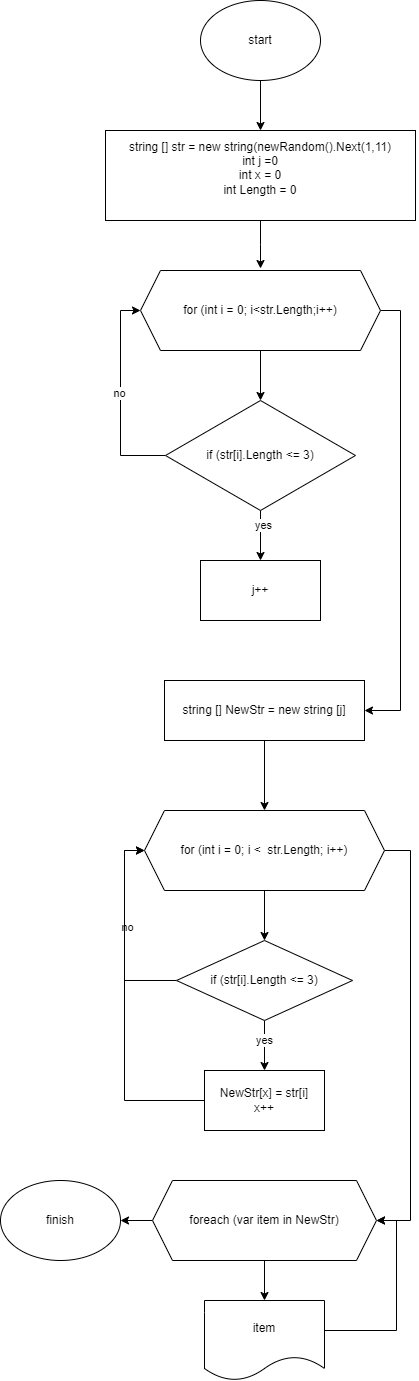 start
string [] str = new string(newRandom().Next(1,11)
int j =0
int x = 0
int Length = 0
for (int i = 0; i<str.Length;i++)
no
if (str[i].Length <= 3)
yes
j++
string [] NewStr = new string [j]
for (int i = 0; i < str.Length; i++)
no
if (str[i].Length <= 3)
yes
NewStr[x] = str[i]
x++
finish
foreach (var item in NewStr)
item